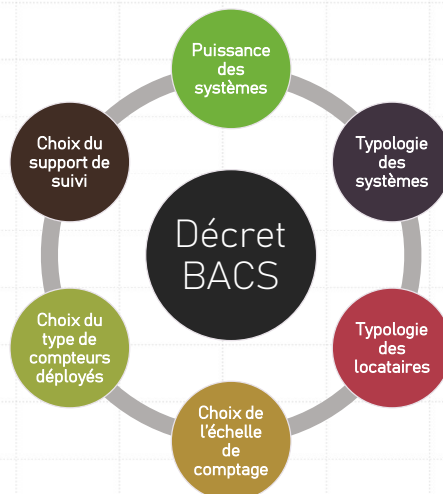 Puissance
des
systèmes
Typologie
des
systèmes
Typologie
des
locataires
Choix de
l'échelle
de
comptage
Choix du
type de
compteurs
déployés
Choix du
support de
suivi
Décret
BACS